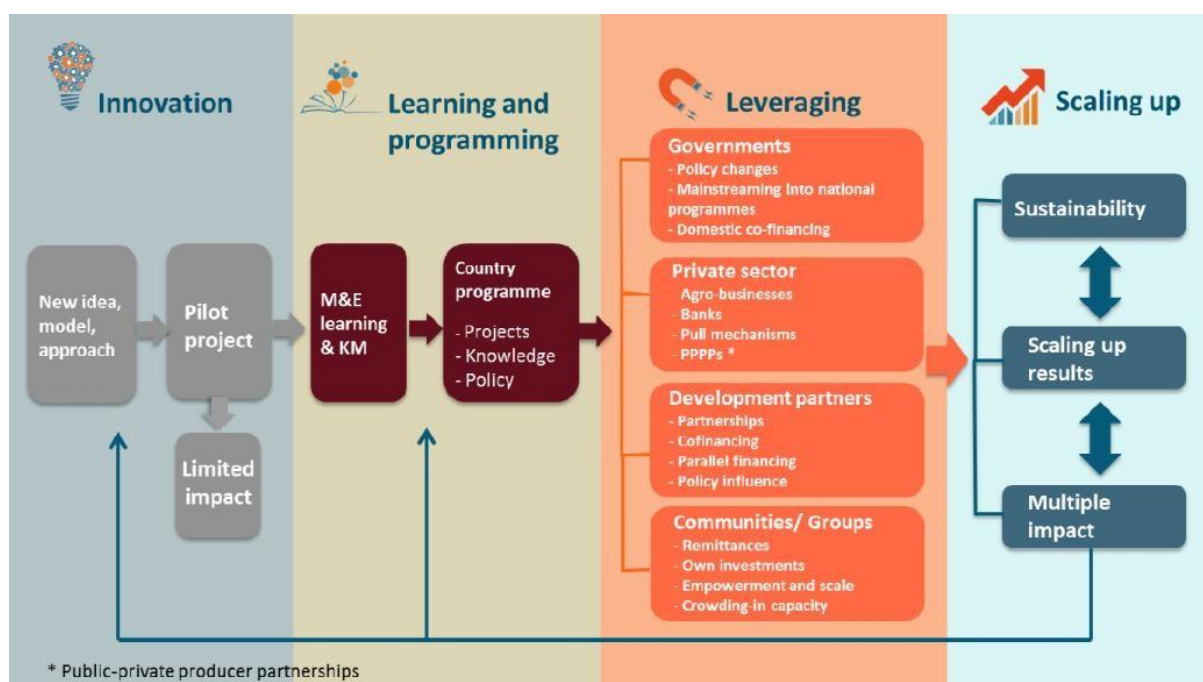 Innovation
Learning and
programming
Leveraging
Scaling up
New idea,
model,
approach
Pilot
project
Limited
impact
M&E
learning
& KM
Country
programme
- Projects
- Knowledge
- Policy
Governments
- Policy changes
- Mainstreaming into national
programmes
- Domestic co-financing
Private sector
- Agro-businesses
- Banks
- Pull mechanisms
- PPPPs *
Development partners
- Partnerships
- Cofinancing
- Parallel financing
- Policy influence
Communities/ Groups
- Remittances
- Own investments
- Empowerment and scale
- Crowding-in capacity
Sustainability
Scaling up
results
Multiple
impact
* Public-private producer partnerships